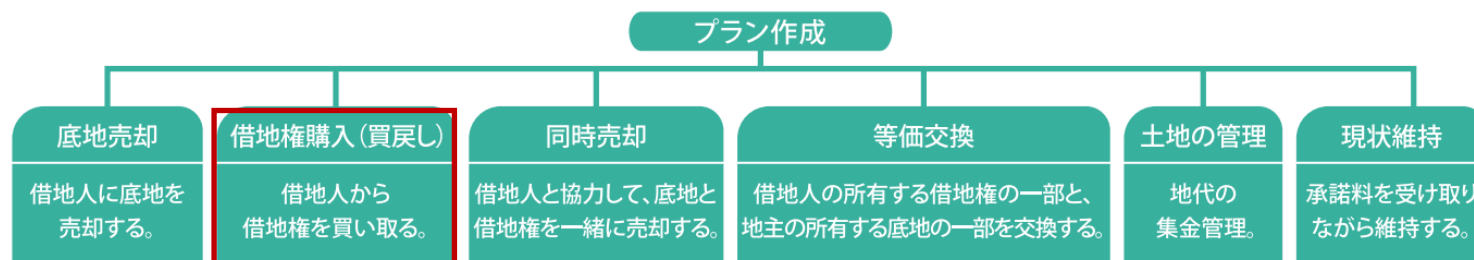 プラン作成
底地売却
借地人に底地を
売却する。
借地権購入(買戻し)
借地人から
借地権を買い取る。
同時売却
借地人と協力して、底地と
借地権を一緒に売却する。
等価交換
借地人の所有する借地権の一部と、
地主の所有する底地の一部を交換する。
土地の管理
地代の
集金管理。
現状維持
承諾料を受け取り
ながら維持する。